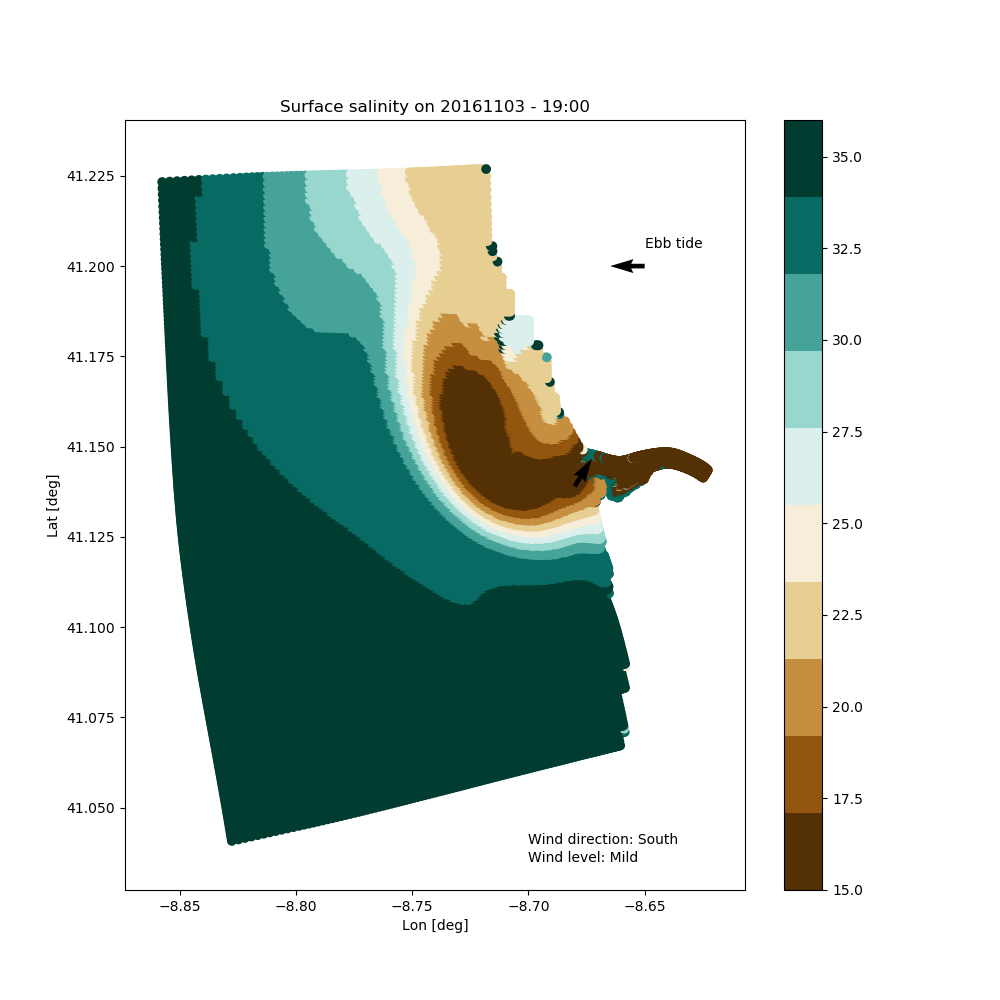 Surface salinity on 20161103 - 19:00
41.225
41.200
41.175
41.150
41.125
41.100
41.075
41.050
Lat [deg]
−8.85 −8.80 −8.75 −8.70 −8.65
Lon [deg]
Ebb tide
Wind direction: South
Wind level: Mild
35.0
32.5
30.0
27.5
25.0
22.5
20.0
17.5
15.0